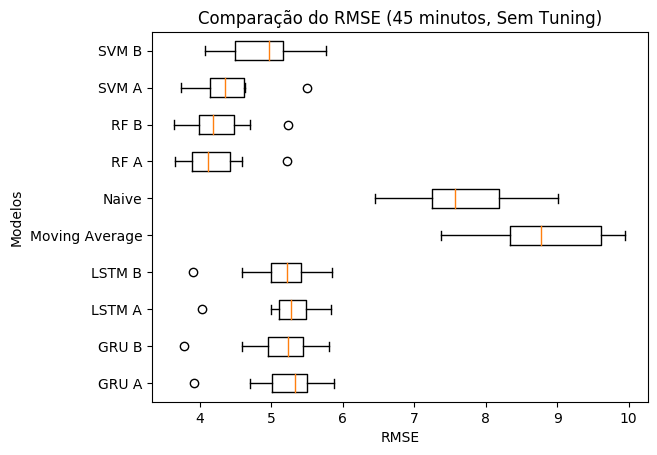 Comparação do RMSE (45 minutos, Sem Tuning)
Modelos
SVM B
SVM A
RF B
RF A
Naive
Moving Average
LSTM B
LSTM A
GRU B
GRU A
4 5 6 7 8 9 10
RMSE